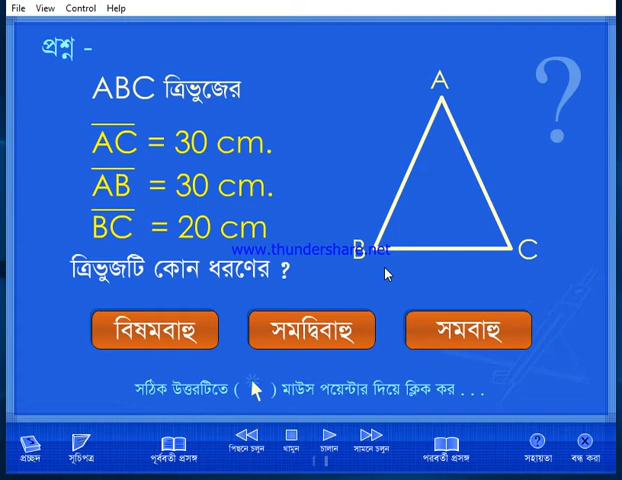 File View Control Help
প্রশ্ন -
ABC ত্রিভুজের
AC = 30 cm.
AB = 30 cm.
BC = 20 cm
www.thundershare.net
ত্রিভুজটি কোন ধরণের ?
A
B
C
?
বিষমবাহু
সমদ্বিবাহু
সমবাহু
সঠিক উত্তরটিতে ( ) মাউস পয়েন্টার দিয়ে ক্লিক কর . . .
প্রচ্ছদ
সূচিপত্র
পূর্ববর্তী প্রসঙ্গ
পিছনে চলুন
থামুন
চালান
সামনে চলুন
পরবর্তী প্রসঙ্গ
সহায়তা
বন্ধ করা